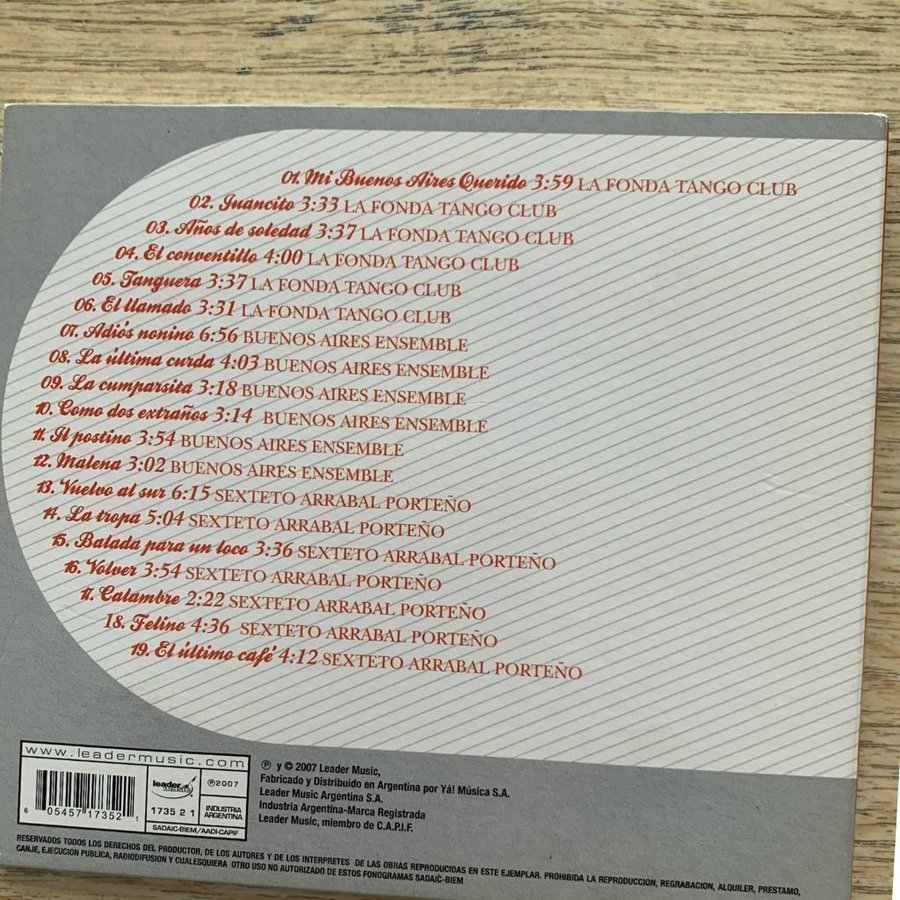 01. Mi Buenos Aires Querido 3:59 LA FONDA TANGO CLUB
02. Juancito 3:33 LA FONDA TANGO CLUB
03. Años de soledad 3:37 LA FONDA TANGO CLUB
04. El conventillo 4:00 LA FONDA TANGO CLUB
05. Tanguera 3:37 LA FONDA TANGO CLUB
06. El llamado 3:31 LA FONDA TANGO CLUB
07. Adiós nonino 6:56 BUENOS AIRES ENSEMBLE
08. La última curda 4:03 BUENOS AIRES ENSEMBLE
09. La cumparsita 3:18 BUENOS AIRES ENSEMBLE
10. Como dos extraños 3:14 BUENOS AIRES ENSEMBLE
11. Il postino 3:54 BUENOS AIRES ENSEMBLE
12. Malena 3:02 BUENOS AIRES ENSEMBLE
13. Vuelvo al sur 6:15 SEXTETO ARRABAL PORTEÑO
14. La tropa 5:04 SEXTETO ARRABAL PORTEÑO
15. Balada para un loco 3:36 SEXTETO ARRABAL PORTEÑO
16. Volver 3:54 SEXTETO ARRABAL PORTEÑO
17. Calambre 2:22 SEXTETO ARRABAL PORTEÑO
18. Felino 4:36 SEXTETO ARRABAL PORTEÑO
19. El último café 4:12 SEXTETO ARRABAL PORTEÑO
www.leadermusic.com
6 05457 17352 1
leader music
1735 2 1
SADAIC-BIEM/AADI-CAPIF
℗2007
INDUSTRIA
ARGENTINA
℗ y © 2007 Leader Music,
Fabricado y Distribuido en Argentina por Yá! Música S.A.
Leader Music Argentina S.A.
Industria Argentina-Marca Registrada
Leader Music, miembro de C.A.P.I.F.
RESERVADOS TODOS LOS DERECHOS DEL PRODUCTOR, DE LOS AUTORES Y DE LOS INTERPRETES DE LAS OBRAS REPRODUCIDAS EN ESTE EJEMPLAR. PROHIBIDA LA REPRODUCCION, REGRABACION, ALQUILER, PRESTAMO,
CANJE, EJECUCION PUBLICA, RADIODIFUSION Y CUALESQUIERA OTRO USO NO AUTORIZADO DE ESTOS FONOGRAMAS SADAIC-BIEM